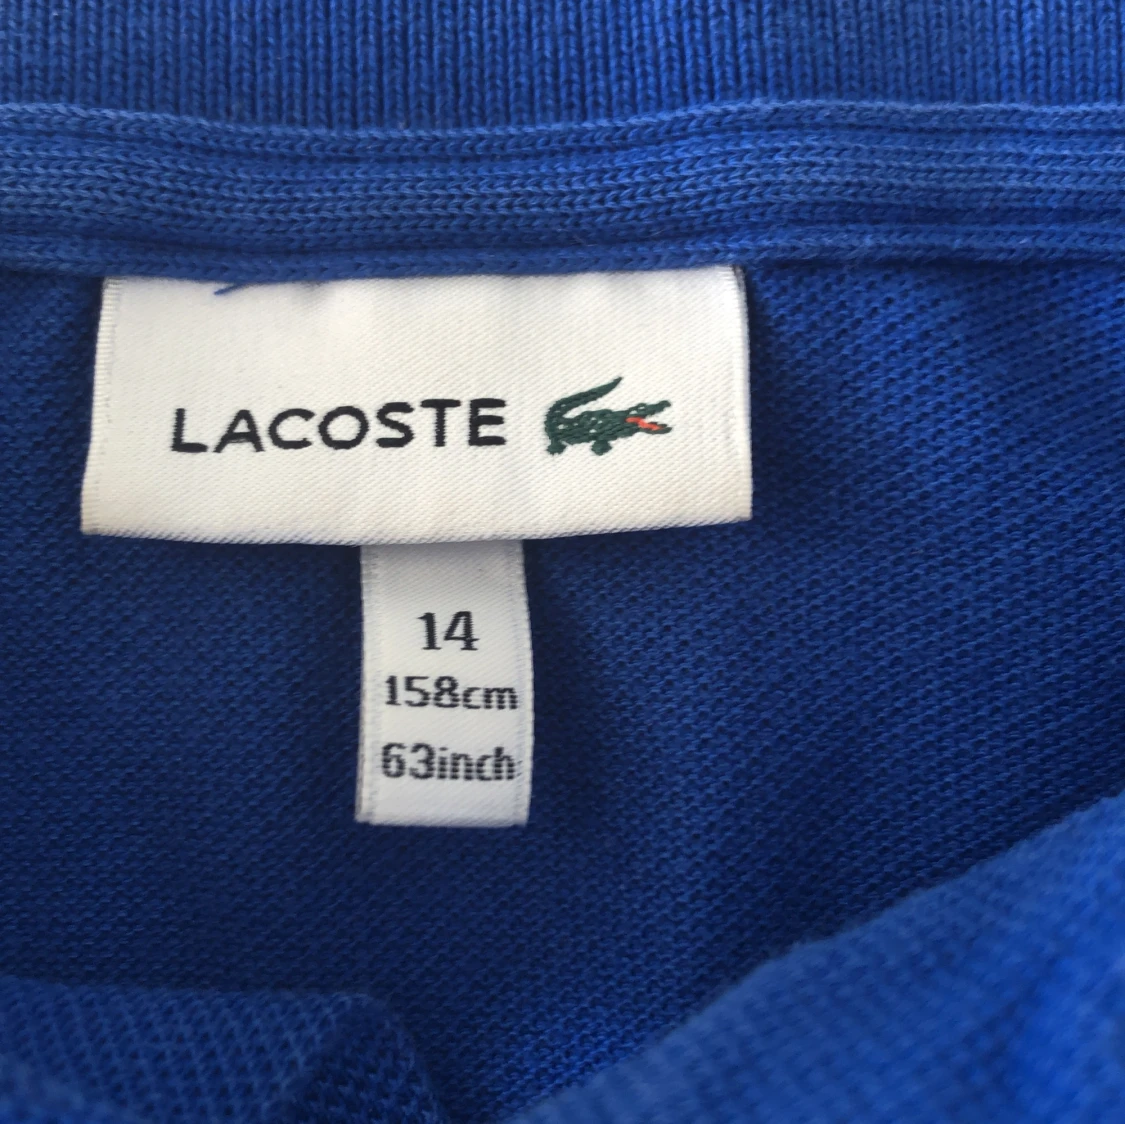 LACOSTE
14
158cm
63inch